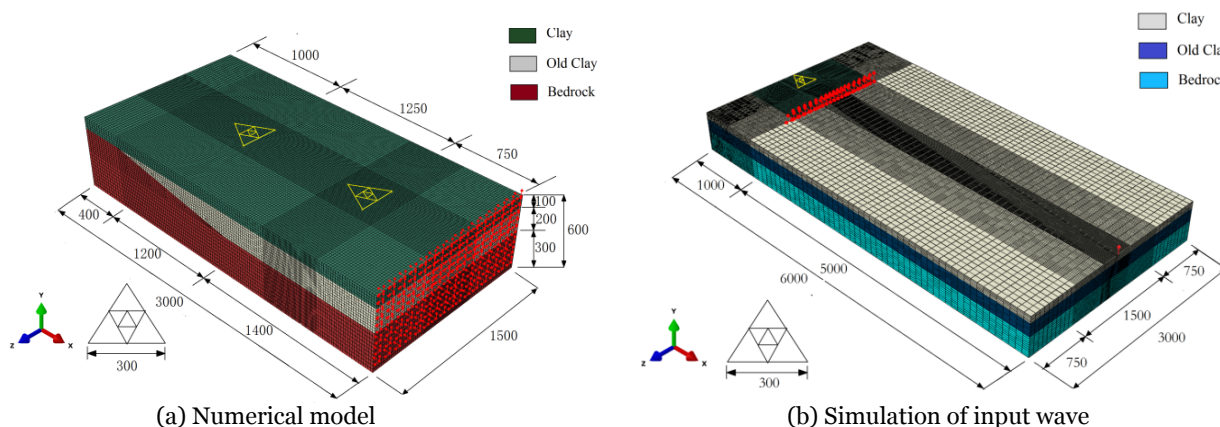 Clay
Old Clay
Bedrock
1000
1250
750
100
200
300
600
400
1200
3000
1400
1500
Y
Z
X
300
(a) Numerical model
Clay
Old Cla
Bedroc
1000
5000
6000
750
1500
3000
750
Y
Z
X
300
(b) Simulation of input wave